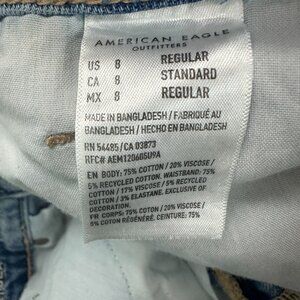 AMERICAN EAGLE
OUTFITTERS
US 8 REGULAR
CA 8 STANDARD
MX 8 REGULAR
MADE IN BANGLADESH / FABRIQUÉ AU
BANGLADESH / HECHO EN BANGLADESH
RN 54485/CA 03873
RFC# AEM120606U9A
EN BODY: 75% COTTON / 20% VISCOSE /
5% RECYCLED COTTON. WAISTBAND: 75%
COTTON / 17% VISCOSE / 5% RECYCLED
COTTON / 3% ELASTANE. EXCLUSIVE OF
DECORATION.
FR CORPS: 75% COTON / 20% VISCOSE /
5% COTON RÉGÉNÉRÉ. CEINTURE: 75%